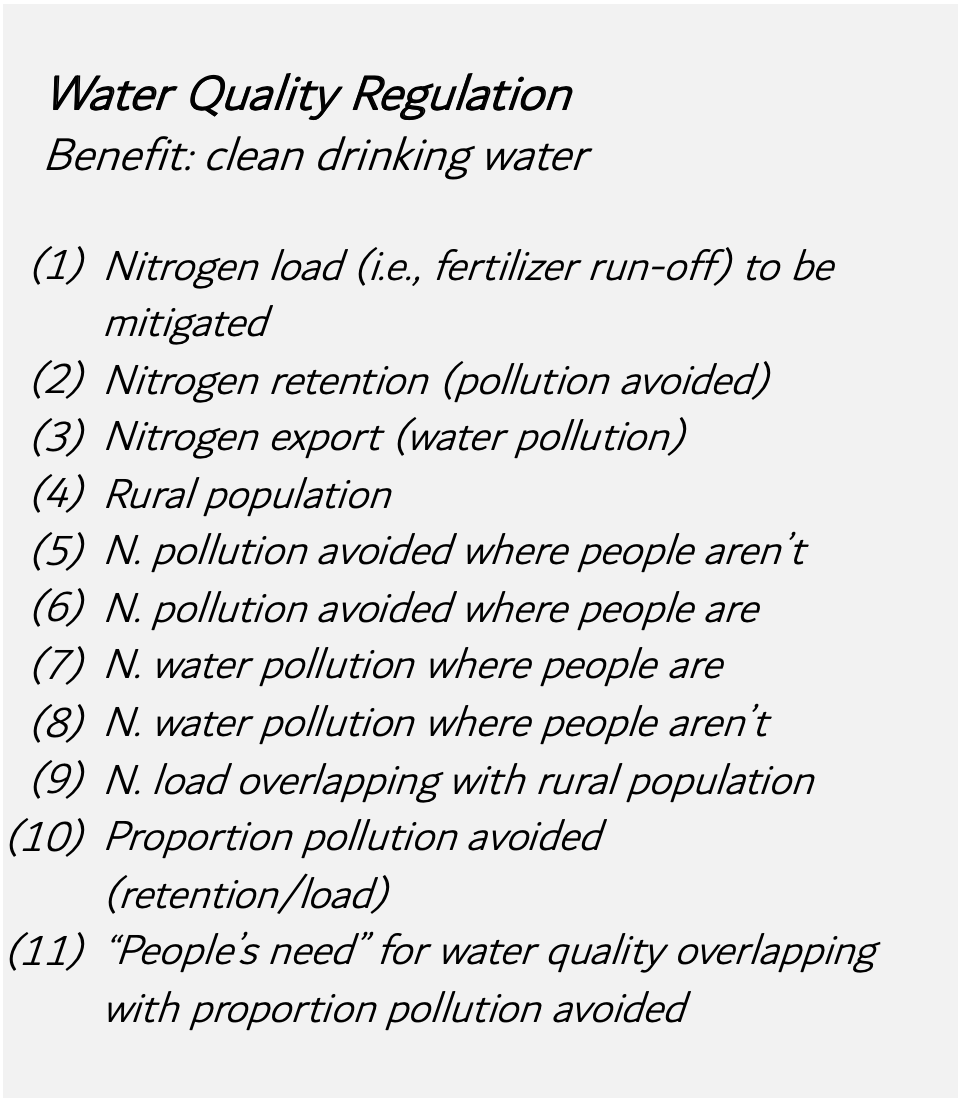 Water Quality Regulation
Benefit: clean drinking water
(1) Nitrogen load (i.e., fertilizer run-off) to be
mitigated
(2) Nitrogen retention (pollution avoided)
(3) Nitrogen export (water pollution)
(4) Rural population
(5) N. pollution avoided where people aren’t
(6) N. pollution avoided where people are
(7) N. water pollution where people are
(8) N. water pollution where people aren’t
(9) N. load overlapping with rural population
(10) Proportion pollution avoided
(retention/load)
(11) “People’s need” for water quality overlapping
with proportion pollution avoided